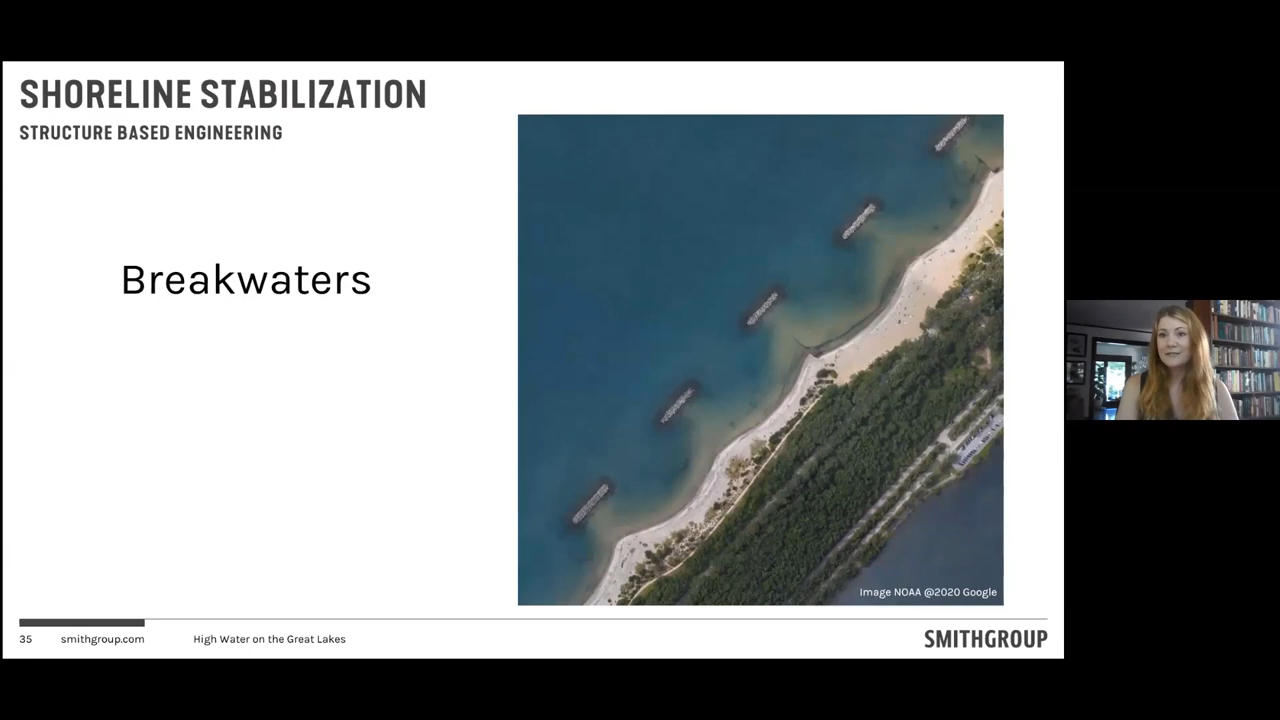 SHORELINE STABILIZATION
STRUCTURE BASED ENGINEERING
Breakwaters
Image NOAA @2020 Google
35 smithgroup.com High Water on the Great Lakes SMITHGROUP